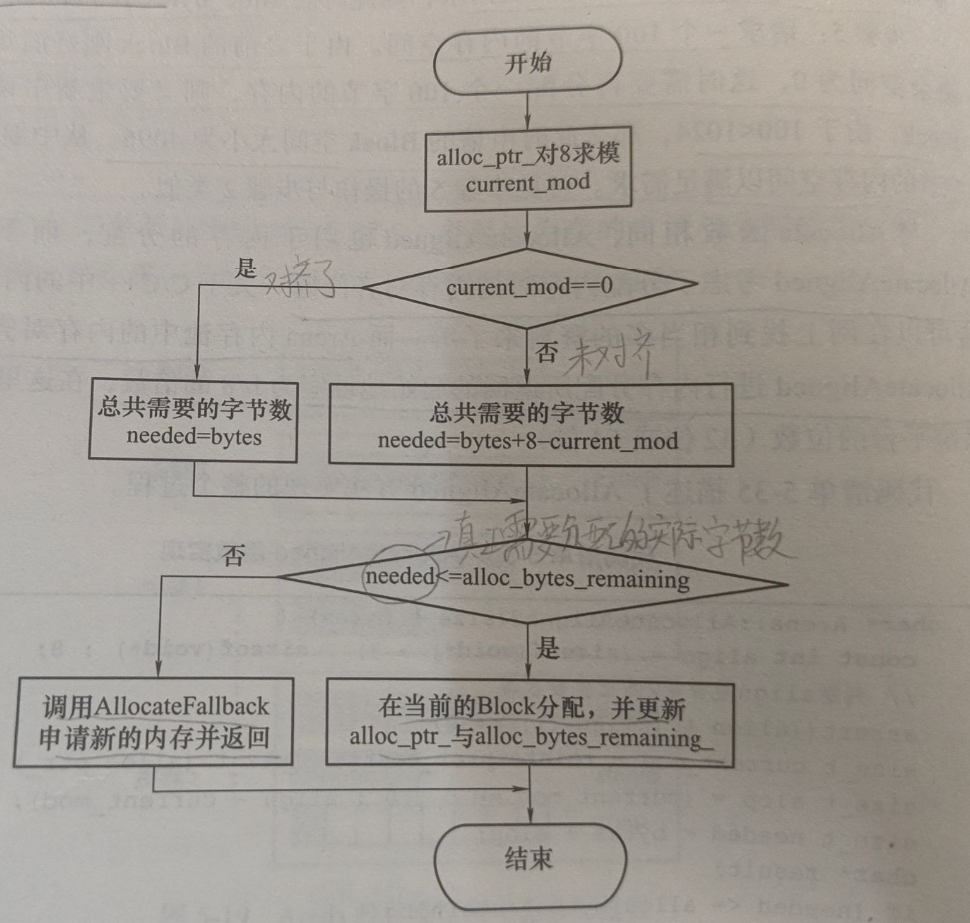 开始
alloc_ptr_对8求模
current_mod
current_mod==0
是
对齐了
否
未对齐
总共需要的字节数
needed=bytes
总共需要的字节数
needed=bytes+8−current_mod
真正需要分配的实际字节数
needed<=alloc_bytes_remaining
否
是
调用AllocateFallback
申请新的内存并返回
在当前的Block分配，并更新
alloc_ptr_与alloc_bytes_remaining_
结束